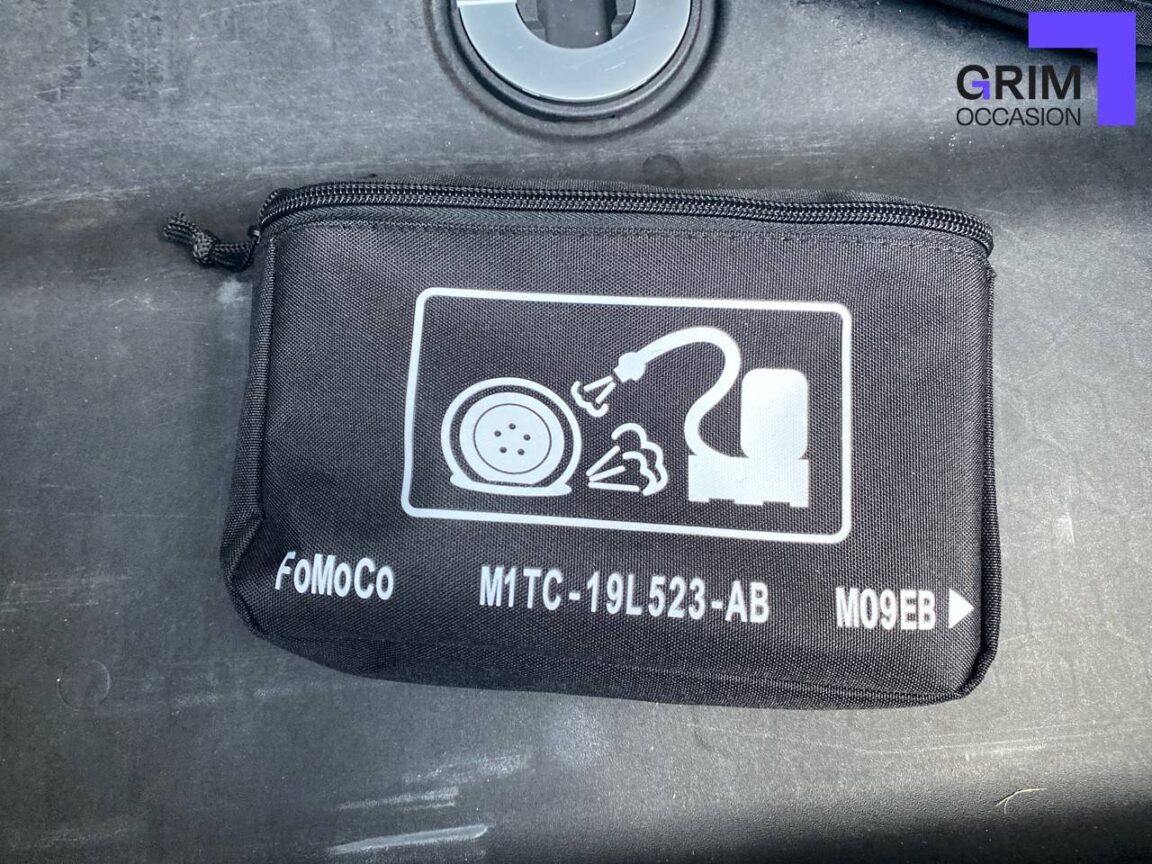 GRIM
OCCASION
FoMoCo M1TC-19L523-AB M09EB